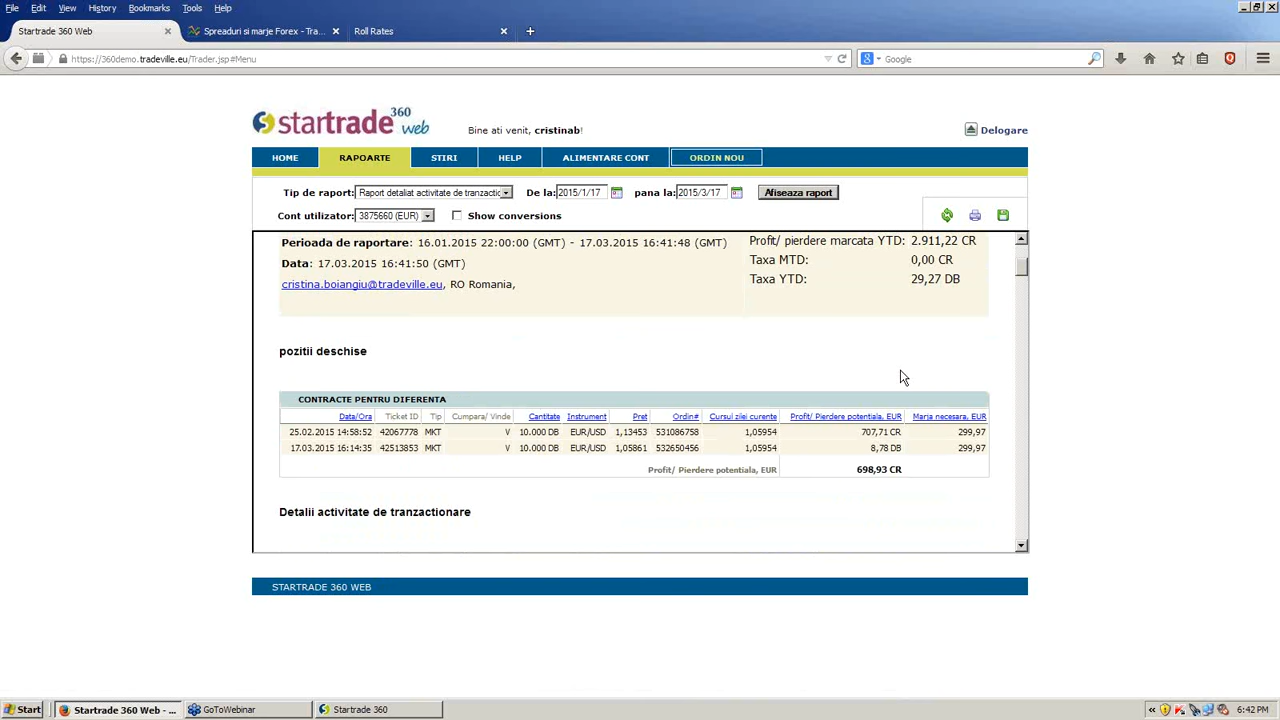 File Edit View History Bookmarks Tools Help
Startrade 360 Web Spreaduri si marje Forex - Tra... Roll Rates
https://360demo.tradeville.eu/Trader.jsp#Menu Google
startrade 360 web Bine ati venit, cristinab! Delogare
HOME RAPOARTE STIRI HELP ALIMENTARE CONT ORDIN NOU
Tip de raport: Raport detaliat activitate de tranzactic De la: 2015/1/17 pana la: 2015/3/17 Afiseaza raport
Cont utilizator: 3875660 (EUR) Show conversions
Perioada de raportare: 16.01.2015 22:00:00 (GMT) - 17.03.2015 16:41:48 (GMT) Profit/ pierdere marcata YTD: 2.911,22 CR
Taxa MTD: 0,00 CR
Data: 17.03.2015 16:41:50 (GMT)
Taxa YTD: 29,27 DB
cristina.boiangiu@tradeville.eu, RO Romania,
pozitii deschise
CONTRACTE PENTRU DIFERENTA
Data/Ora Ticket ID Tip Cumpara/ Vinde Cantitate Instrument Pret Ordin# Cursul zilei curente Profit/ Pierdere potentiala, EUR Marja necesara, EUR
25.02.2015 14:58:52 42067778 MKT V 10.000 DB EUR/USD 1,13453 531086758 1,05954 707,71 CR 299,97
17.03.2015 16:14:35 42513853 MKT V 10.000 DB EUR/USD 1,05861 532650456 1,05954 8,78 DB 299,97
Profit/ Pierdere potentiala, EUR 698,93 CR
Detalii activitate de tranzactionare
STARTRADE 360 WEB
Start Startrade 360 Web - ... GoToWebinar Startrade 360 6:42 PM